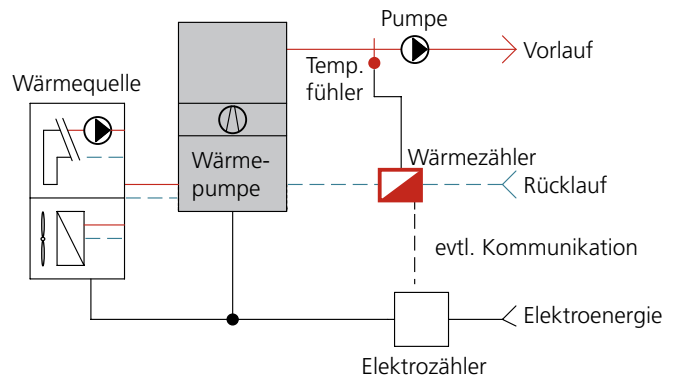 Pumpe
Vorlauf
Temp.
fühler
Wärmequelle
Wärme-
pumpe
Wärmezähler
Rücklauf
evtl. Kommunikation
Elektroenergie
Elektrozähler